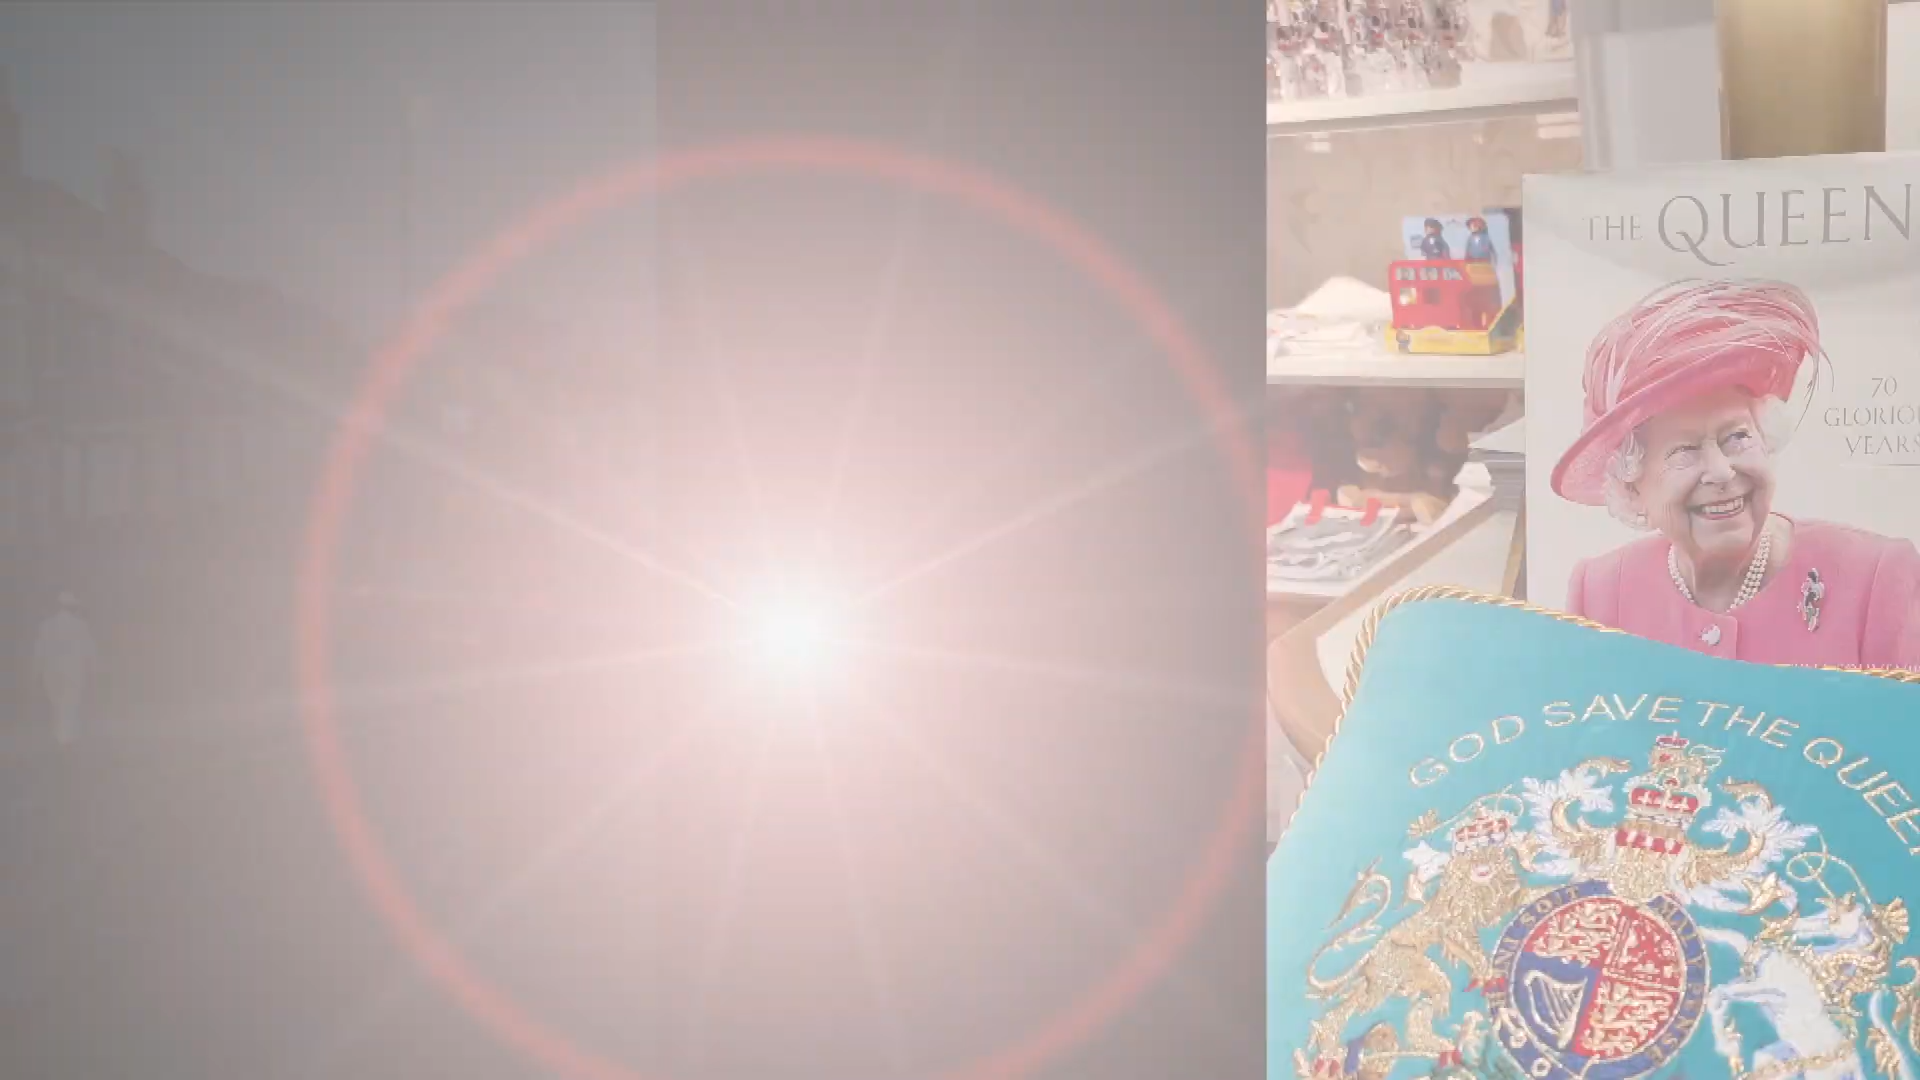 THE QUEEN
70
GLORIO
YEARS
GOD SAVE THE QUEE